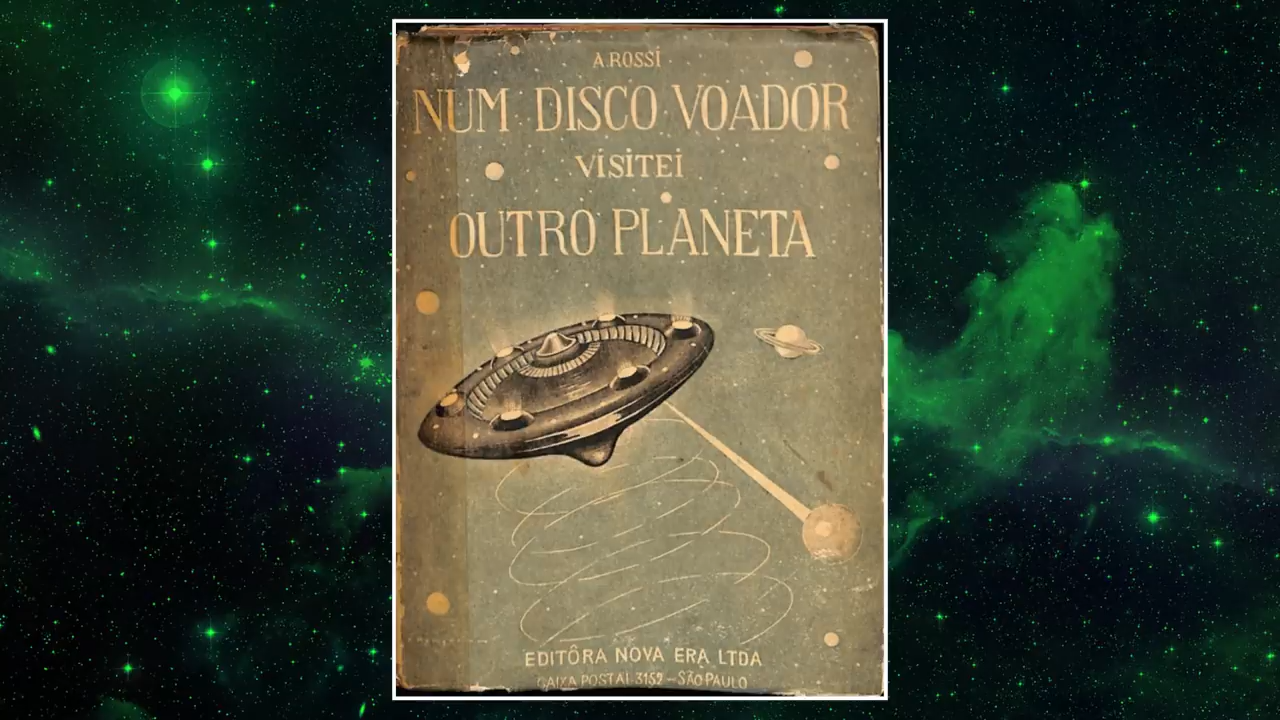 A. ROSSI
NUM DISCO VOADOR
VISITEI
OUTRO PLANETA
EDITÔRA NOVA ERA LTDA
CAIXA POSTAL 3152 - SÃO PAULO